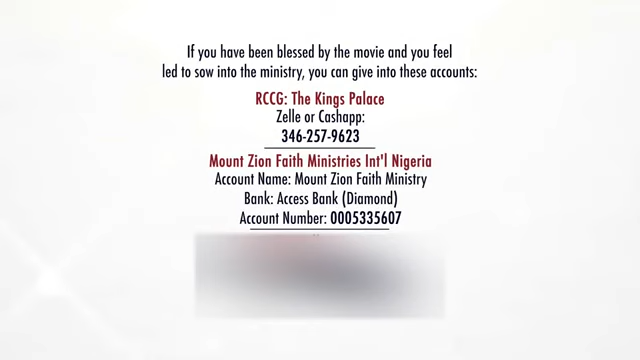 If you have been blessed by the movie and you feel
led to sow into the ministry, you can give into these accounts:
RCCG: The Kings Palace
Zelle or Cashapp:
346-257-9623
Mount Zion Faith Ministries Int'l Nigeria
Account Name: Mount Zion Faith Ministry
Bank: Access Bank (Diamond)
Account Number: 0005335607